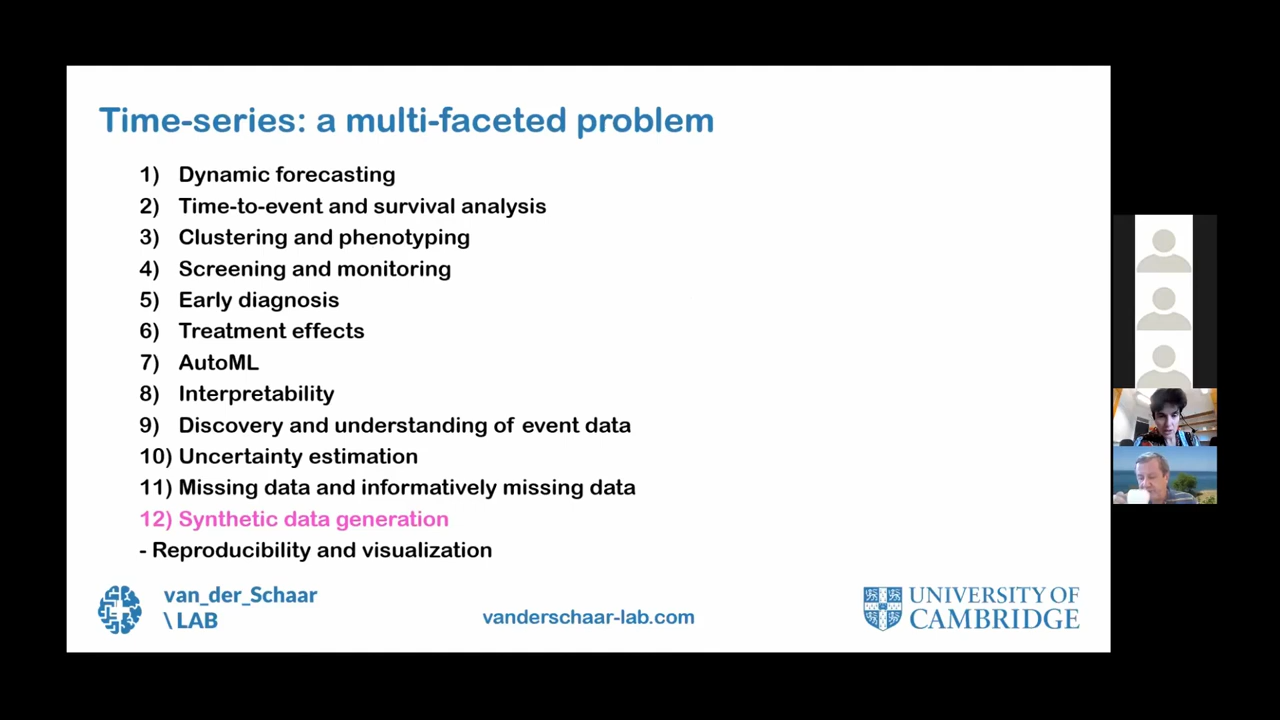 Time-series: a multi-faceted problem
1) Dynamic forecasting
2) Time-to-event and survival analysis
3) Clustering and phenotyping
4) Screening and monitoring
5) Early diagnosis
6) Treatment effects
7) AutoML
8) Interpretability
9) Discovery and understanding of event data
10) Uncertainty estimation
11) Missing data and informatively missing data
12) Synthetic data generation
- Reproducibility and visualization
van_der_Schaar
\ LAB
vanderschaar-lab.com
UNIVERSITY OF
CAMBRIDGE